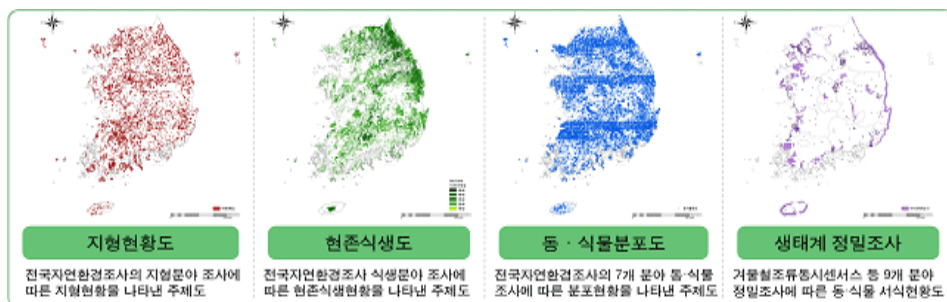 지형현황도
전국자연환경조사의 지형분야 조사에
따른 지형현황을 나타낸 주제도
현존식생도
전국자연환경조사 식생분야 조사에
따른 현존식생현황을 나타낸 주제도
동·식물분포도
전국자연환경조사의 7개 분야 동·식물
조사에 따른 분포현황을 나타낸 주제도
생태계 정밀조사
겨울철조류동시센서스 등 9개 분야
정밀조사에 따른 동·식물 서식현황도